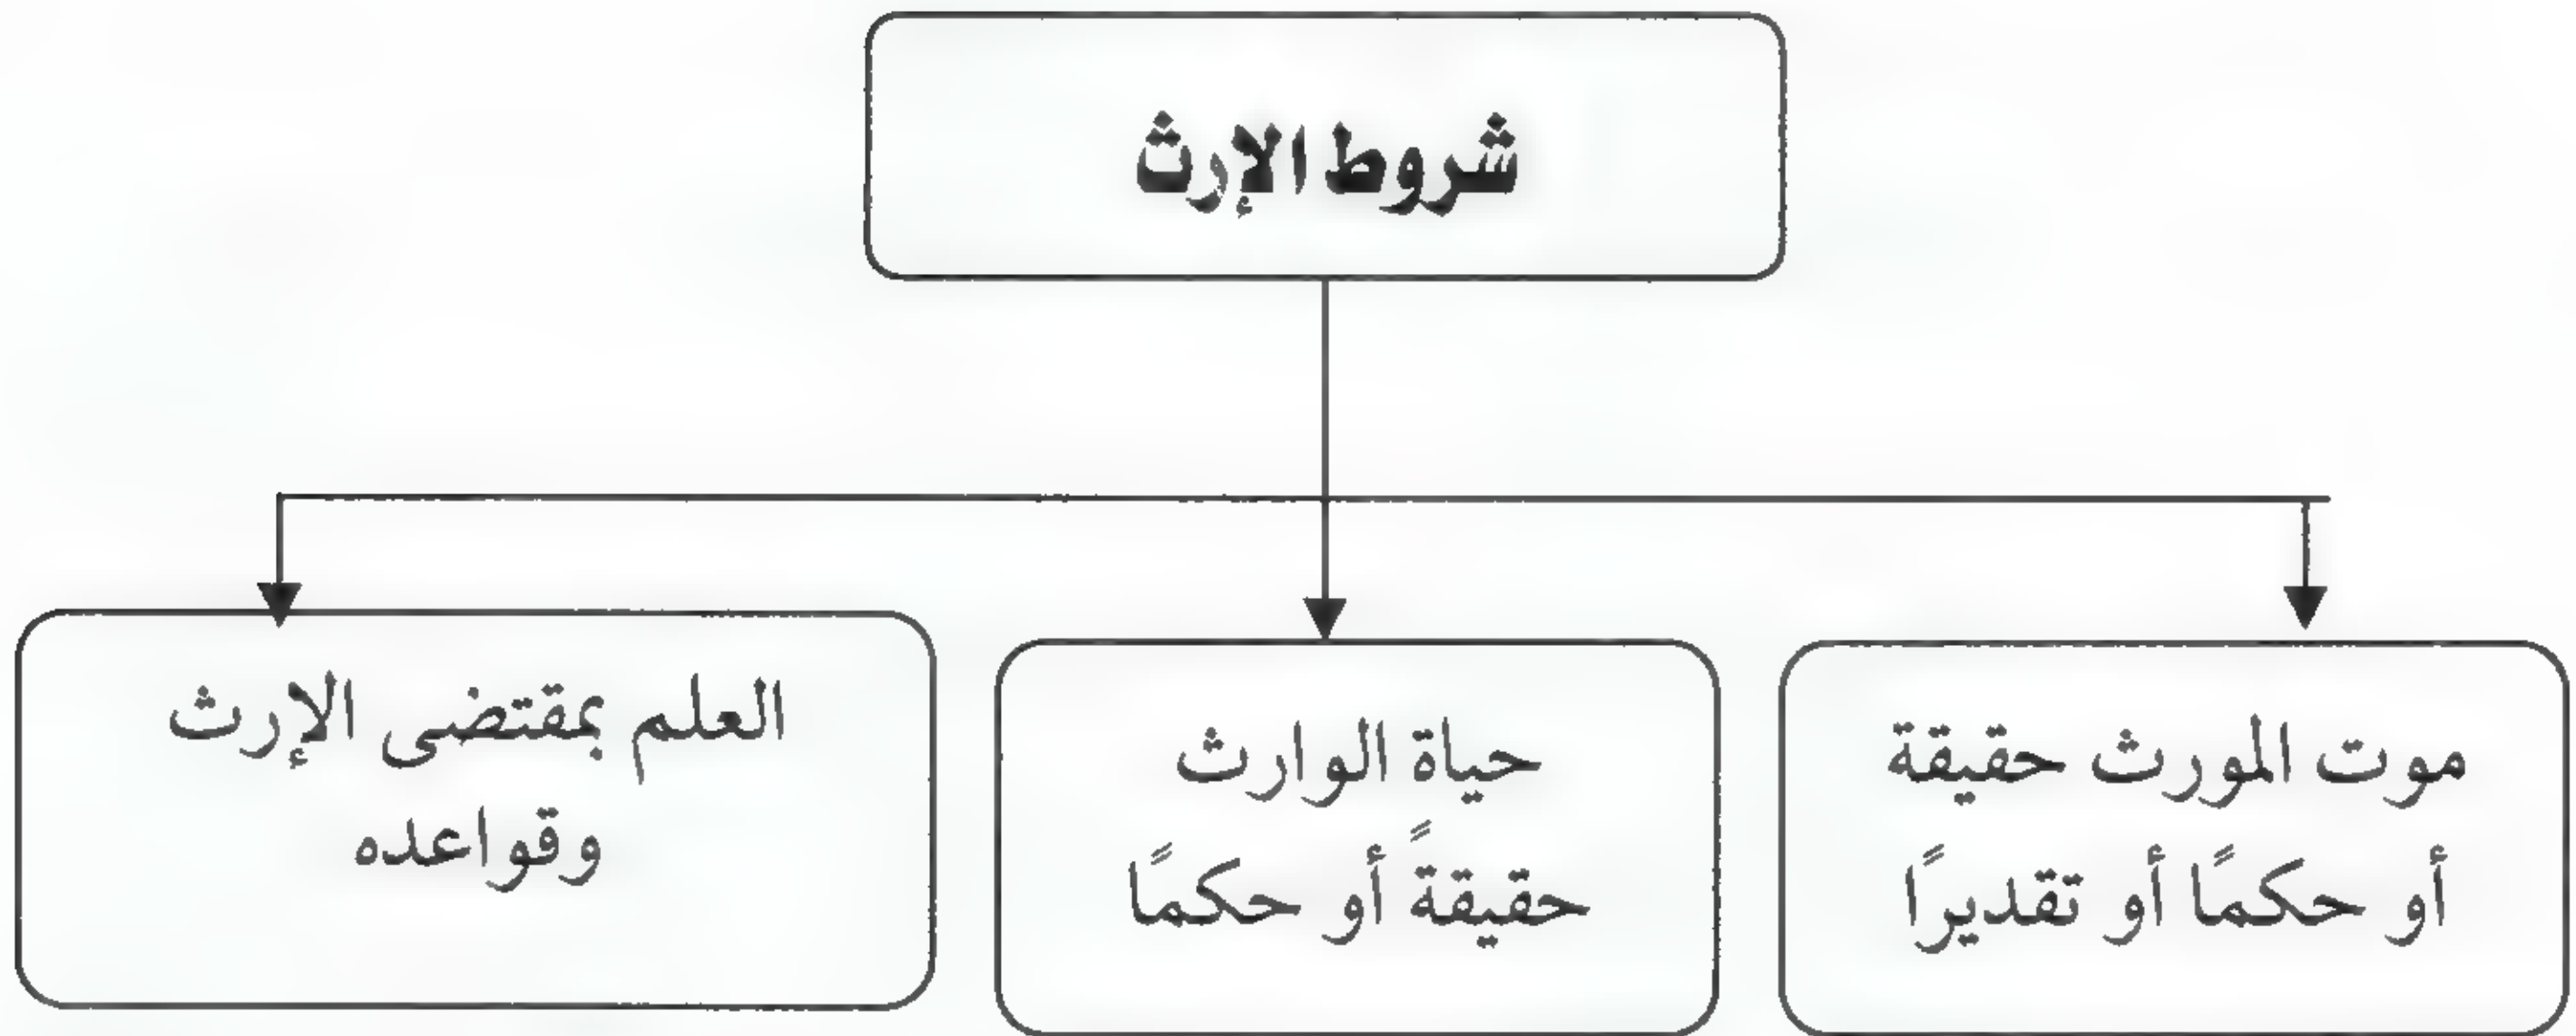 شروط الإرث
موت المورث حقيقة
أو حكمًا أو تقديرًا
حياة الوارث
حقيقةً أو حكمًا
العلم بمقتضى الإرث
وقواعده